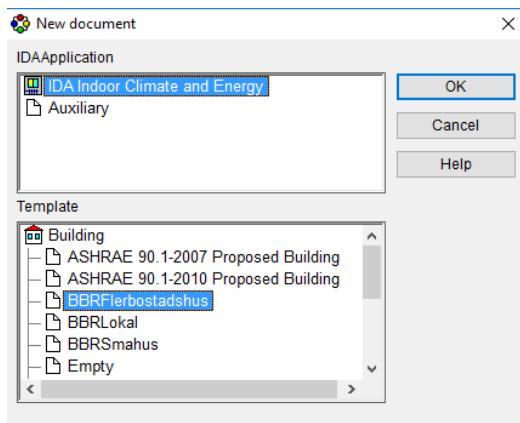 New document
IDAApplication
IDA Indoor Climate and Energy
Auxiliary
OK
Cancel
Help
Template
Building
ASHRAE 90.1-2007 Proposed Building
ASHRAE 90.1-2010 Proposed Building
BBRFlerbostadshus
BBRLokal
BBRSmahus
Empty